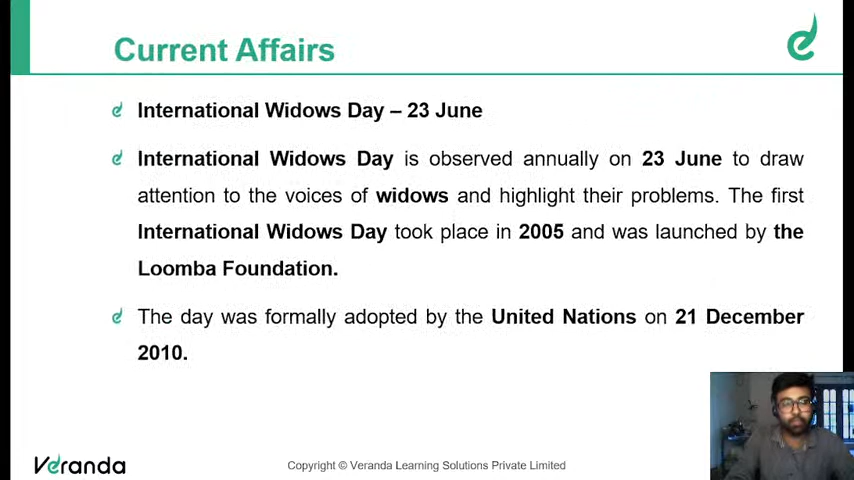 Current Affairs
International Widows Day – 23 June
International Widows Day is observed annually on 23 June to draw
attention to the voices of widows and highlight their problems. The first
International Widows Day took place in 2005 and was launched by the
Loomba Foundation.
The day was formally adopted by the United Nations on 21 December
2010.
Veranda
Copyright © Veranda Learning Solutions Private Limited